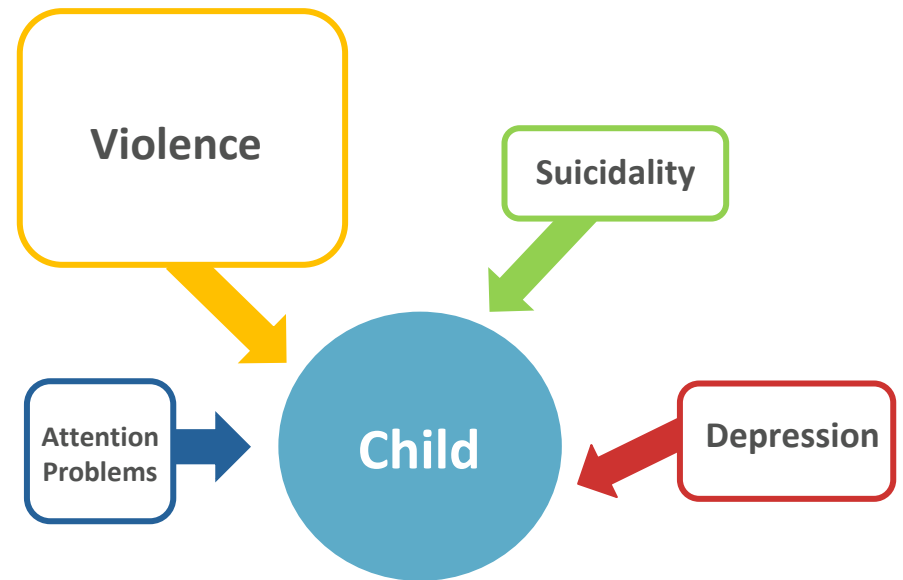 Violence
Suicidality
Attention
Problems
Child
Depression